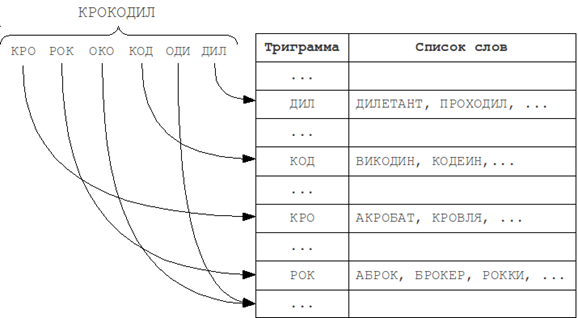 КРОКОДИЛ
КРО РОК ОКО КОД ОДИ ДИЛ
Триграмма Список слов
...
ДИЛ ДИЛЕТАНТ, ПРОХОДИЛ, ...
...
КОД ВИКОДИН, КОДЕИН,...
...
КРО АКРОБАТ, КРОВЛЯ, ...
...
РОК АБРОК, БРОКЕР, РОККИ, ...
...